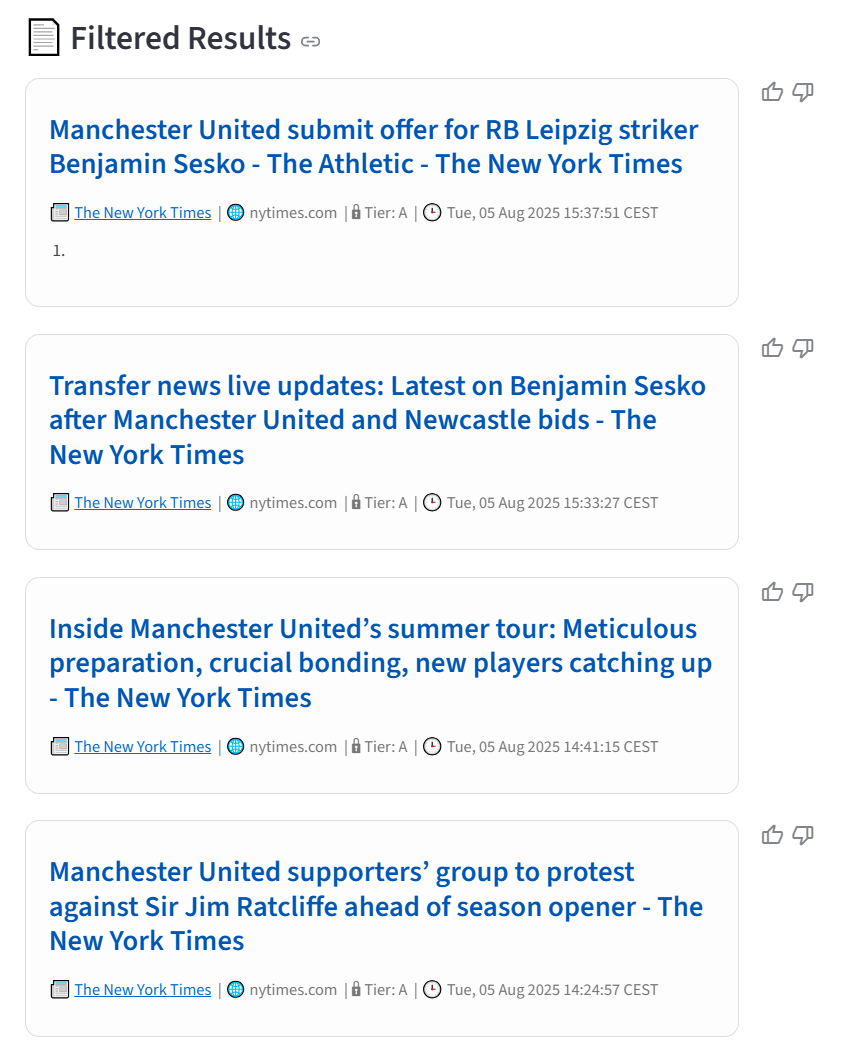 Filtered Results
Manchester United submit offer for RB Leipzig striker
Benjamin Sesko - The Athletic - The New York Times
The New York Times | nytimes.com | Tier: A | Tue, 05 Aug 2025 15:37:51 CEST
1.
Transfer news live updates: Latest on Benjamin Sesko
after Manchester United and Newcastle bids - The
New York Times
The New York Times | nytimes.com | Tier: A | Tue, 05 Aug 2025 15:33:27 CEST
Inside Manchester United’s summer tour: Meticulous
preparation, crucial bonding, new players catching up
- The New York Times
The New York Times | nytimes.com | Tier: A | Tue, 05 Aug 2025 14:41:15 CEST
Manchester United supporters’ group to protest
against Sir Jim Ratcliffe ahead of season opener - The
New York Times
The New York Times | nytimes.com | Tier: A | Tue, 05 Aug 2025 14:24:57 CEST